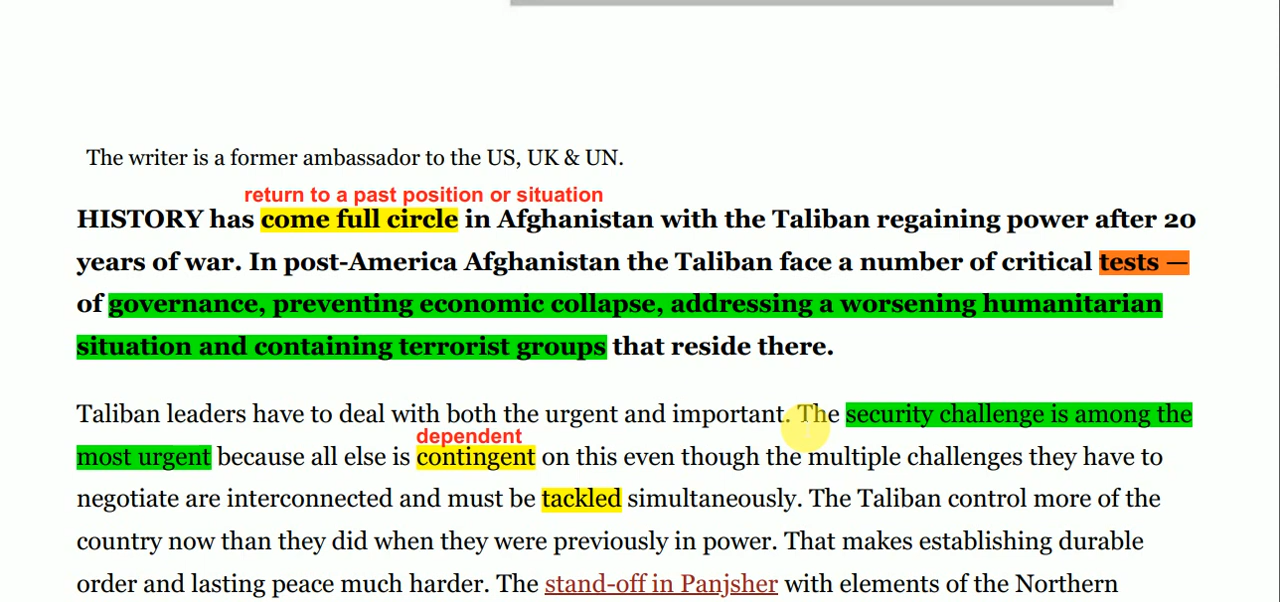 The writer is a former ambassador to the US, UK & UN.
return to a past position or situation
HISTORY has come full circle in Afghanistan with the Taliban regaining power after 20
years of war. In post-America Afghanistan the Taliban face a number of critical tests —
of governance, preventing economic collapse, addressing a worsening humanitarian
situation and containing terrorist groups that reside there.
Taliban leaders have to deal with both the urgent and important. The security challenge is among the
dependent
most urgent because all else is contingent on this even though the multiple challenges they have to
negotiate are interconnected and must be tackled simultaneously. The Taliban control more of the
country now than they did when they were previously in power. That makes establishing durable
order and lasting peace much harder. The stand-off in Panjsher with elements of the Northern